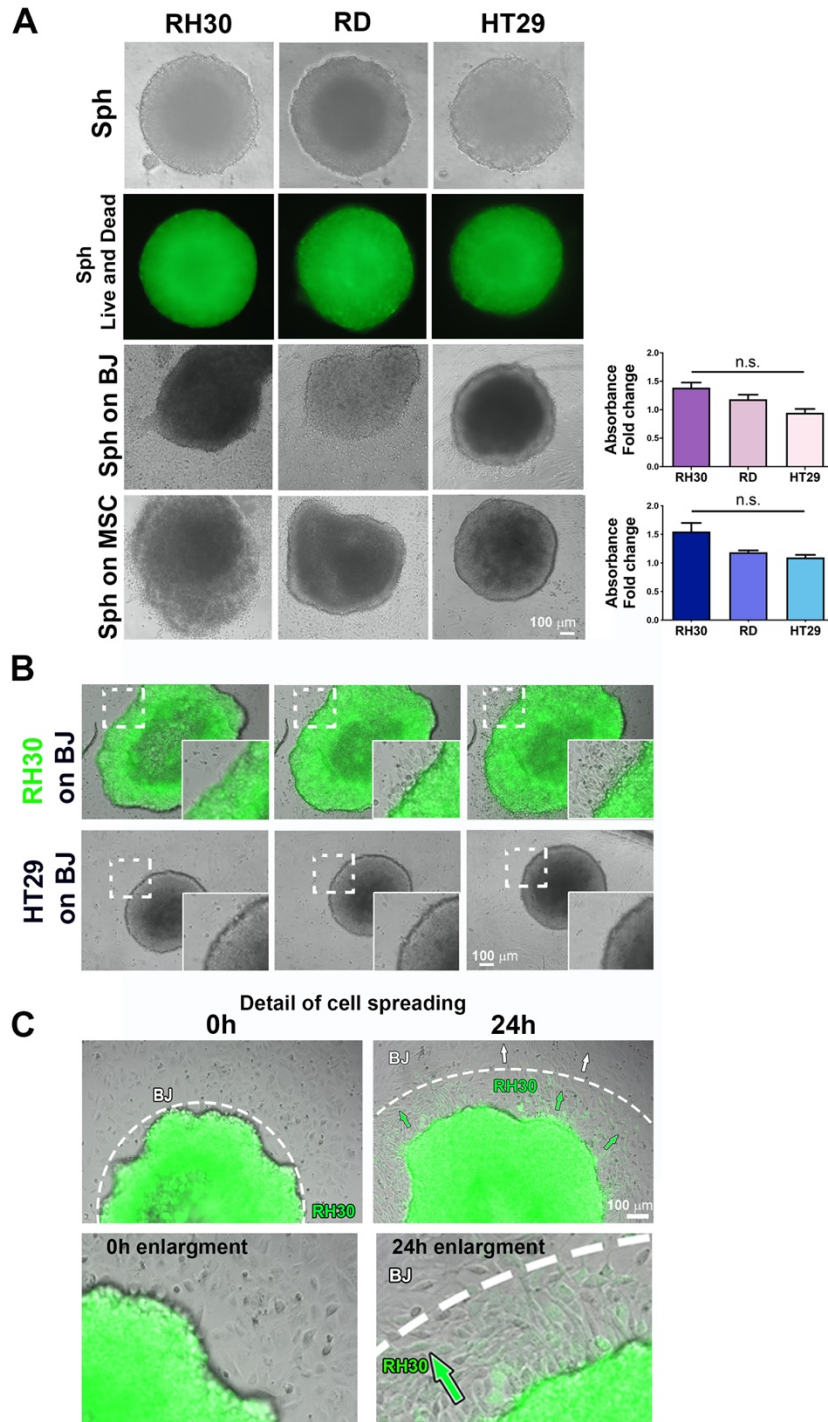 A
RH30
RD
HT29
Sph
Sph
Live and Dead
Sph on BJ
Sph on MSC
100 μm
n.s.
Absorbance
Fold change
2.0
1.5
1.0
0.5
0.0
RH30
RD
HT29
n.s.
Absorbance
Fold change
2.0
1.5
1.0
0.5
0.0
RH30
RD
HT29
B
RH30
on BJ
HT29
on BJ
100 μm
Detail of cell spreading
C
0h
24h
BJ
RH30
BJ
RH30
100 μm
0h enlargment
24h enlargment
BJ
RH30